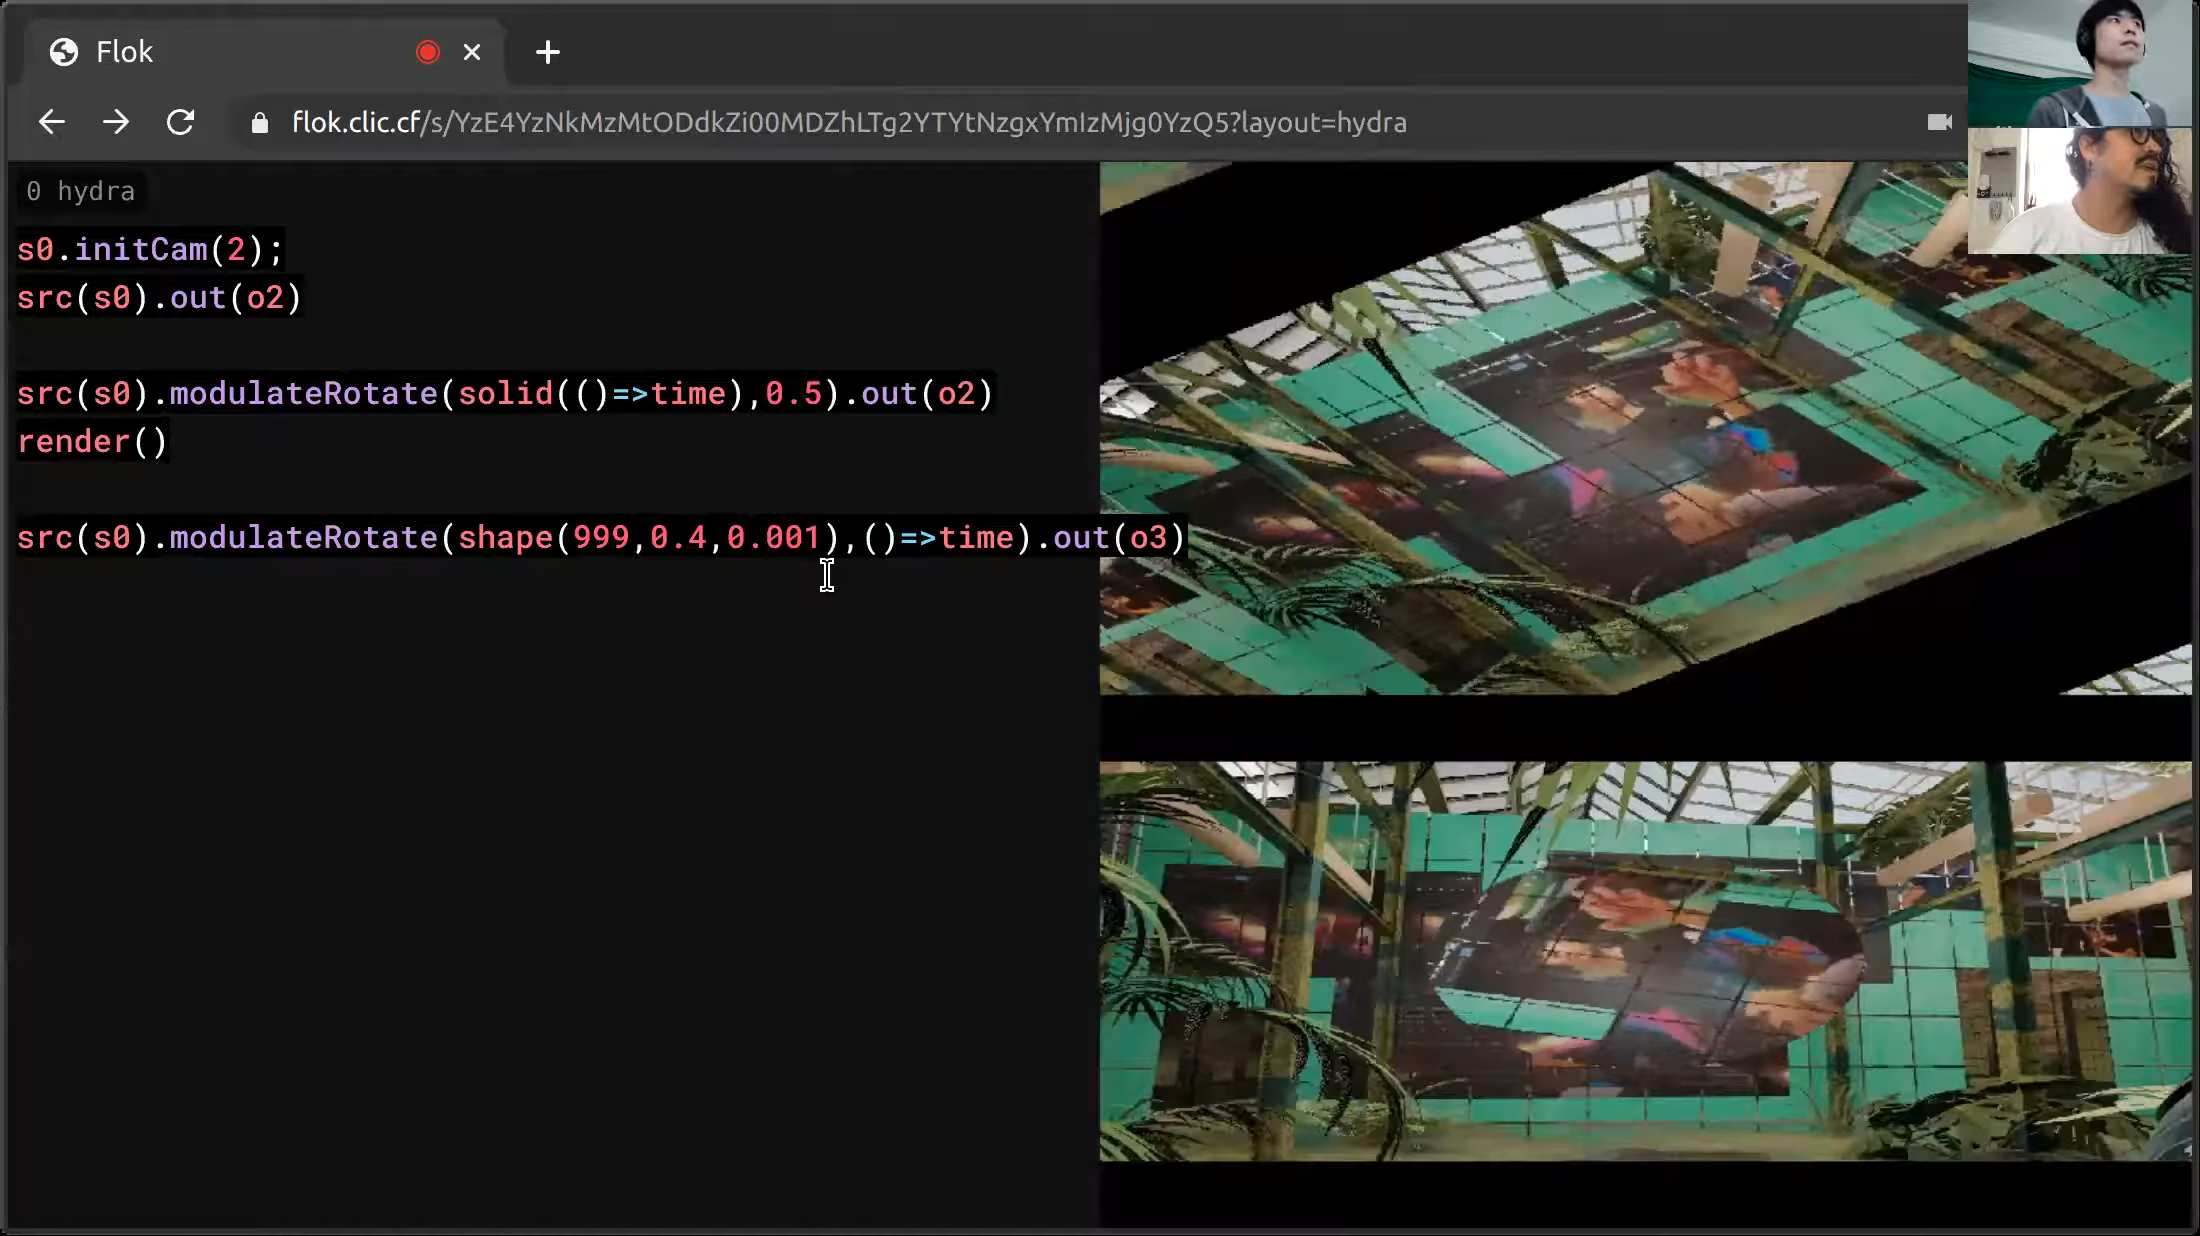 Flok
flok.clic.cf/s/YzE4YzNkMzMtODdkZi00MDZhLTg2YTYtNzgxYmIzMjg0YzQ5?layout=hydra
0 hydra
s0.initCam(2);
src(s0).out(o2)
src(s0).modulateRotate(solid(()=>time),0.5).out(o2)
render()
src(s0).modulateRotate(shape(999,0.4,0.001),()=>time).out(o3)